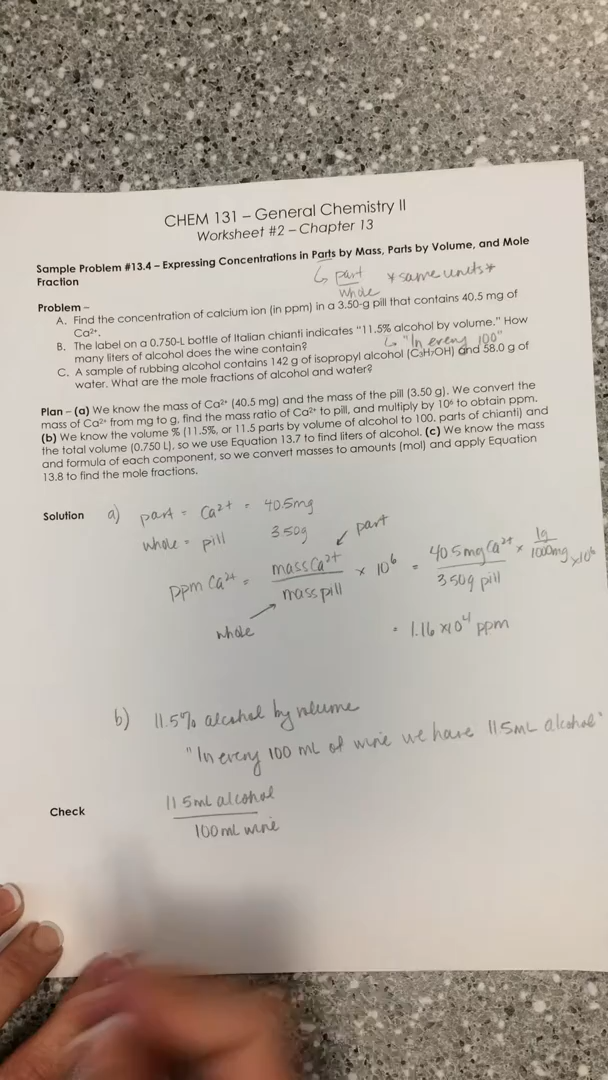 CHEM 131 – General Chemistry II
Worksheet #2 – Chapter 13
Sample Problem #13.4 – Expressing Concentrations in Parts by Mass, Parts by Volume, and Mole
Fraction
↳ part *same units*
whole
Problem –
A. Find the concentration of calcium ion (in ppm) in a 3.50-g pill that contains 40.5 mg of
Ca²⁺.
B. The label on a 0.750-L bottle of Italian chianti indicates “11.5% alcohol by volume.” How
many liters of alcohol does the wine contain?
↳ "In every 100"
C. A sample of rubbing alcohol contains 142 g of isopropyl alcohol (C₃H₇OH) and 58.0 g of
water. What are the mole fractions of alcohol and water?
Plan – (a) We know the mass of Ca²⁺ (40.5 mg) and the mass of the pill (3.50 g). We convert the
mass of Ca²⁺ from mg to g, find the mass ratio of Ca²⁺ to pill, and multiply by 10⁶ to obtain ppm.
(b) We know the volume % (11.5%, or 11.5 parts by volume of alcohol to 100. parts of chianti) and
the total volume (0.750 L), so we use Equation 13.7 to find liters of alcohol. (c) We know the mass
and formula of each component, so we convert masses to amounts (mol) and apply Equation
13.8 to find the mole fractions.
Solution
a) part = Ca²⁺ = 40.5mg
whole = pill 3.50g
part
ppm Ca²⁺ = mass Ca²⁺ / mass pill × 10⁶ = 40.5mg Ca²⁺ / 3.50g pill × 1g / 1000mg × 10⁶
whole
= 1.16 × 10⁴ ppm
b) 11.5% alcohol by volume
"In every 100 mL of wine we have 11.5mL alcohol"
Check
11.5mL alcohol
100mL wine